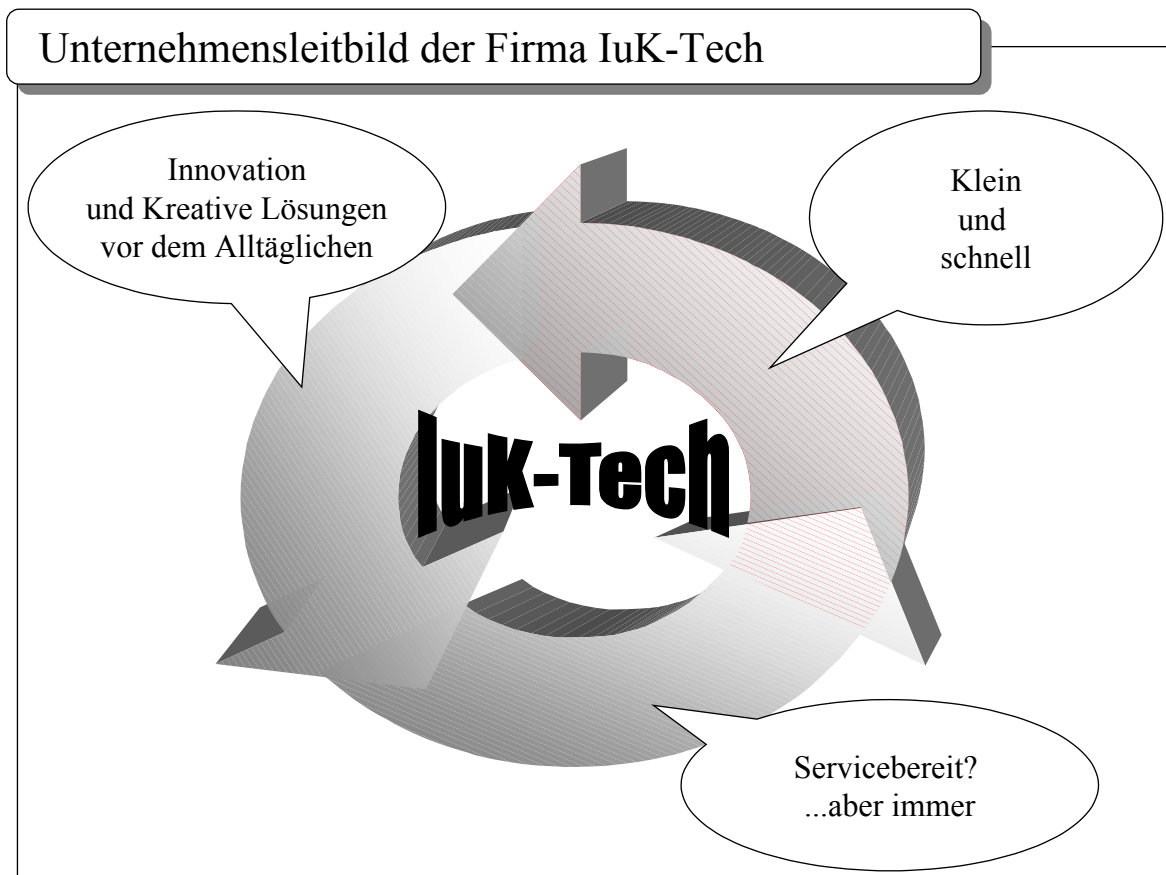 Unternehmensleitbild der Firma IuK-Tech
Innovation
und Kreative Lösungen
vor dem Alltäglichen
Klein
und
schnell
IuK-Tech
Servicebereit?
...aber immer